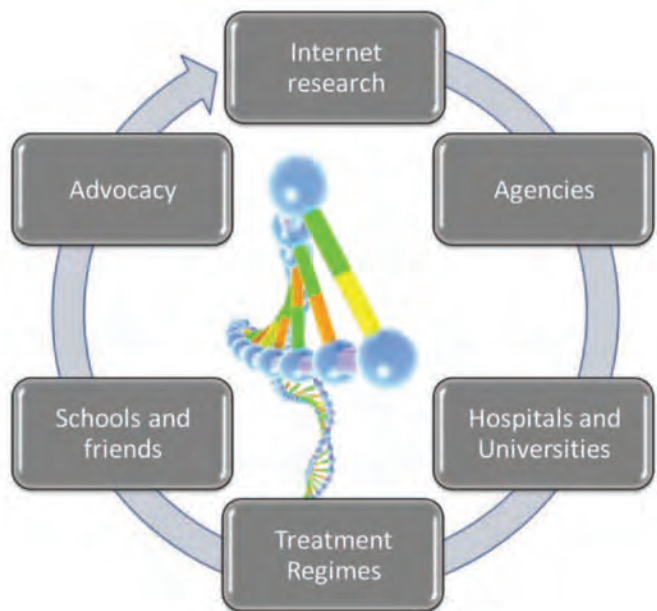 Internet
research
Agencies
Hospitals and
Universities
Treatment
Regimes
Schools and
friends
Advocacy